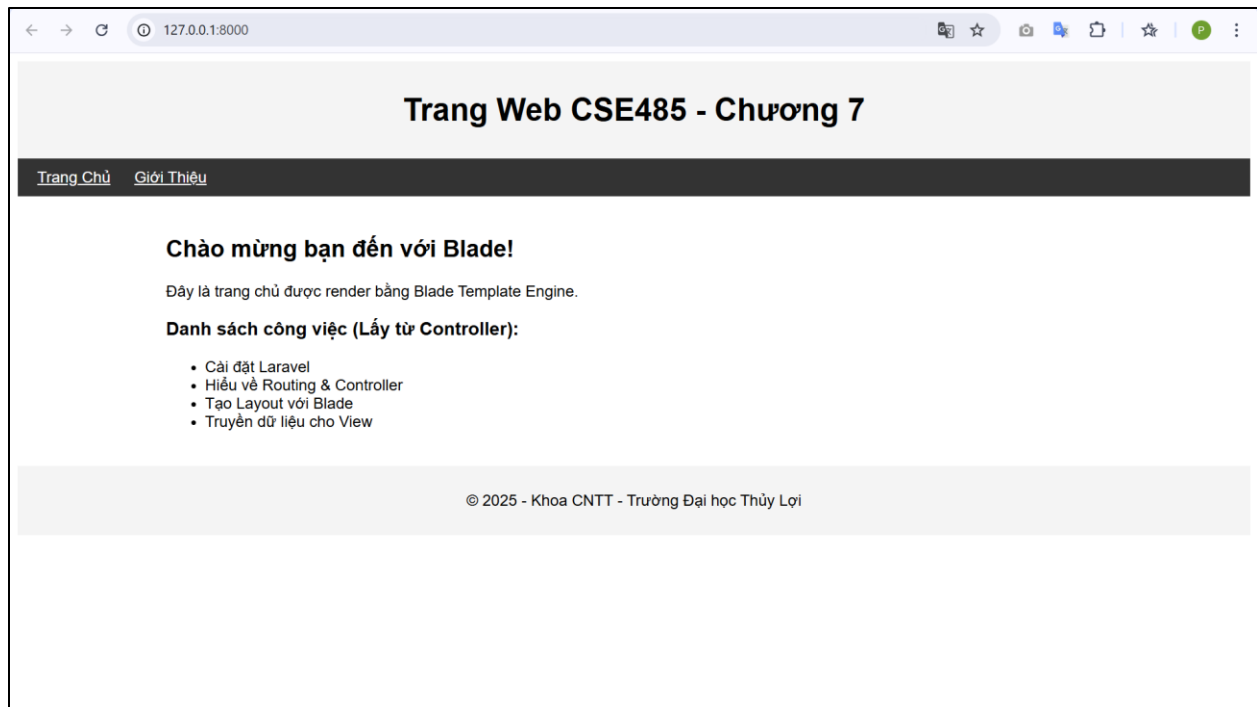 127.0.0.1:8000
P
Trang Web CSE485 - Chương 7
Trang Chủ Giới Thiệu
Chào mừng bạn đến với Blade!
Đây là trang chủ được render bằng Blade Template Engine.
Danh sách công việc (Lấy từ Controller):
• Cài đặt Laravel
• Hiểu về Routing & Controller
• Tạo Layout với Blade
• Truyền dữ liệu cho View
© 2025 - Khoa CNTT - Trường Đại học Thủy Lợi